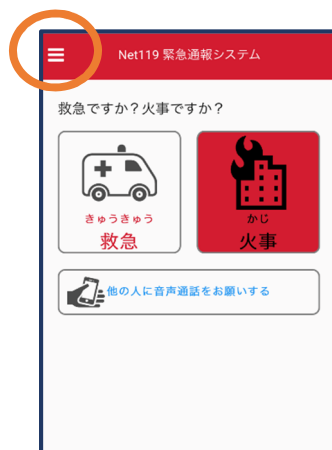 Net119 緊急通報システム
救急ですか？火事ですか？
きゅうきゅう
救急
かじ
火事
他の人に音声通話をお願いする